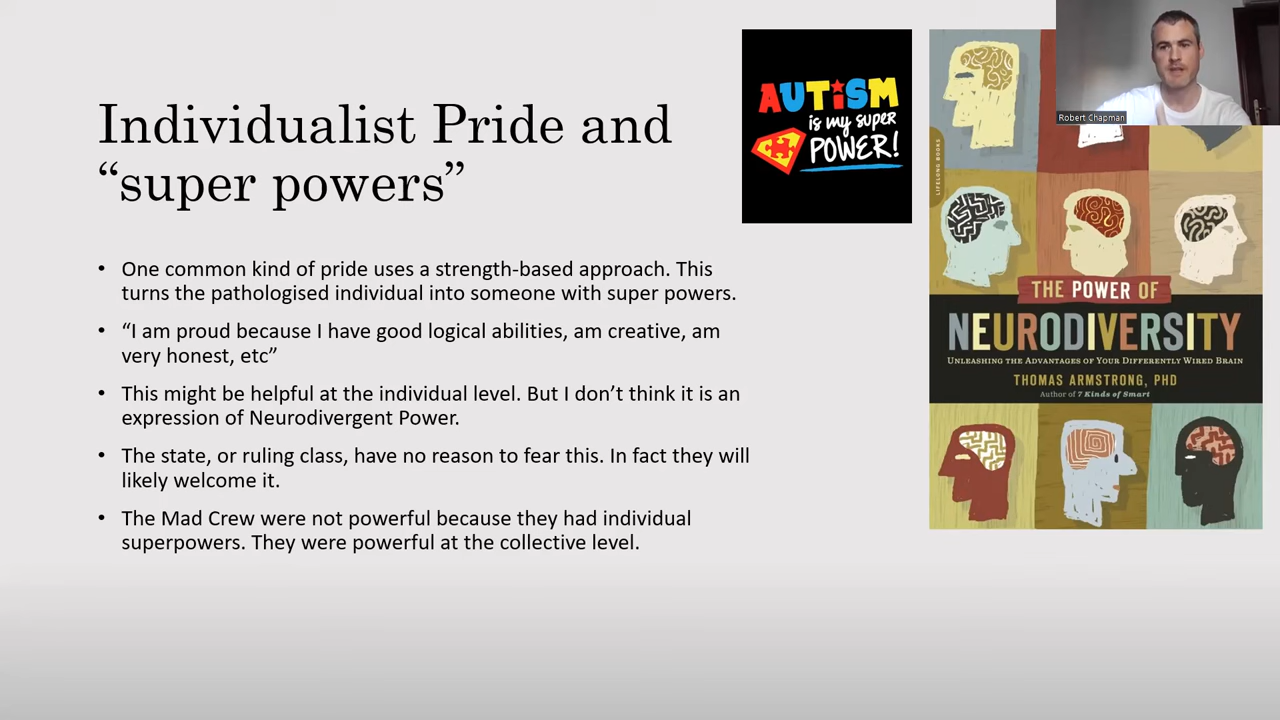 Individualist Pride and
“super powers”
• One common kind of pride uses a strength-based approach. This
turns the pathologised individual into someone with super powers.
• “I am proud because I have good logical abilities, am creative, am
very honest, etc”
• This might be helpful at the individual level. But I don’t think it is an
expression of Neurodivergent Power.
• The state, or ruling class, have no reason to fear this. In fact they will
likely welcome it.
• The Mad Crew were not powerful because they had individual
superpowers. They were powerful at the collective level.
AUTiSM
is my super
POWER!
LIFELONG BOOKS
THE POWER OF
NEURODIVERSITY
UNLEASHING THE ADVANTAGES OF YOUR DIFFERENTLY WIRED BRAIN
THOMAS ARMSTRONG, PHD
Author of 7 Kinds of Smart
Robert Chapman